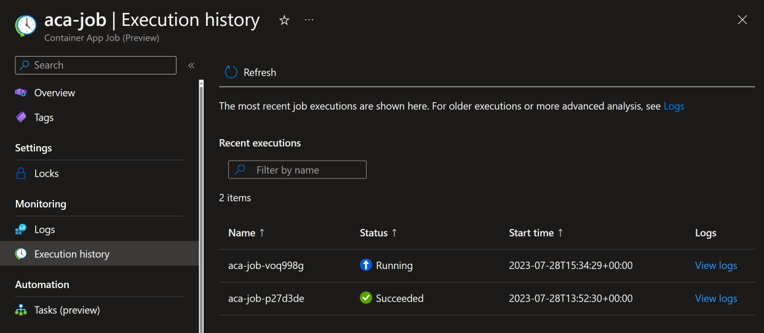 aca-job | Execution history
Container App Job (Preview)
Search
Overview
Tags
Settings
Locks
Monitoring
Logs
Execution history
Automation
Tasks (preview)
Refresh
The most recent job executions are shown here. For older executions or more advanced analysis, see Logs
Recent executions
Filter by name
2 items
Name ↑ Status ↑ Start time ↑ Logs
aca-job-voq998g Running 2023-07-28T15:34:29+00:00 View logs
aca-job-p27d3de Succeeded 2023-07-28T13:52:30+00:00 View logs